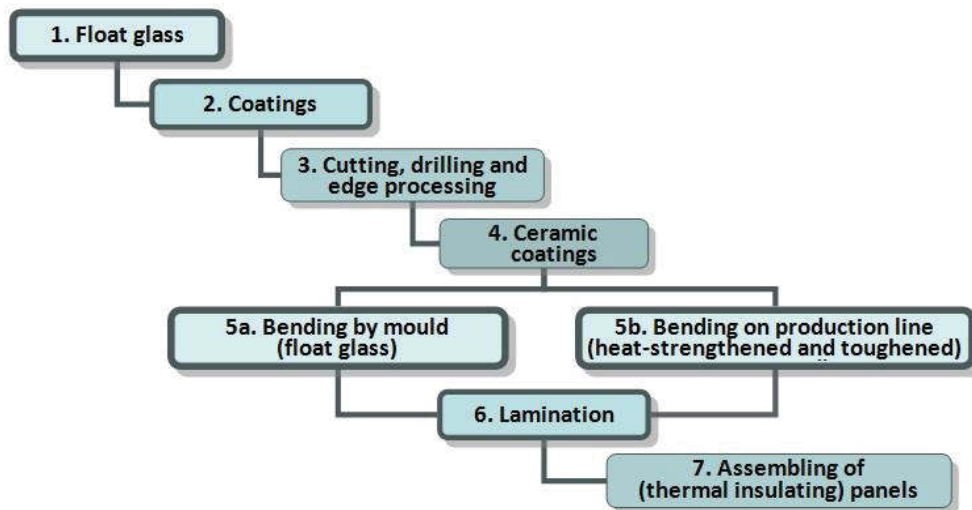 1. Float glass
2. Coatings
3. Cutting, drilling and
edge processing
4. Ceramic
coatings
5a. Bending by mould
(float glass)
5b. Bending on production line
(heat-strengthened and toughened)
6. Lamination
7. Assembling of
(thermal insulating) panels